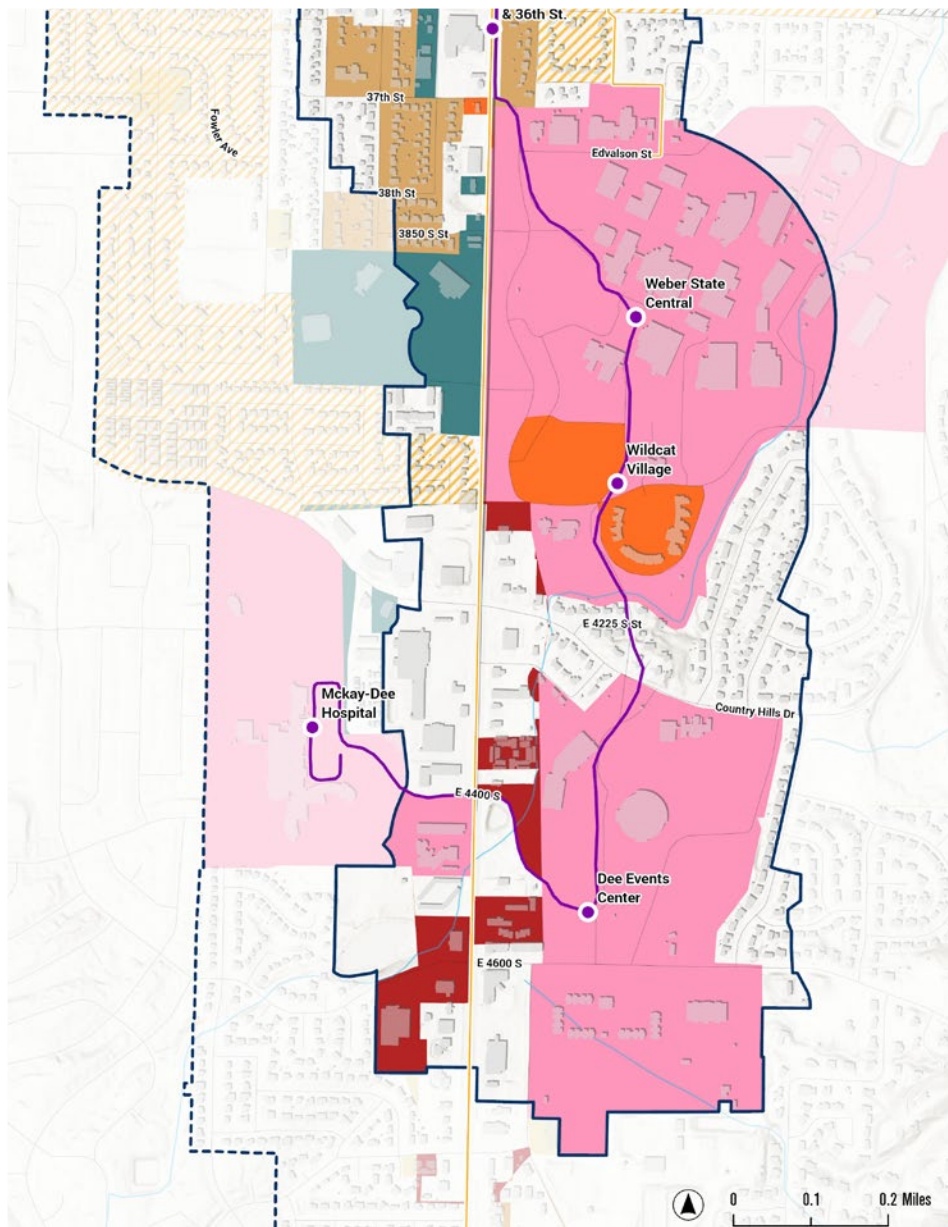 & 36th St.
37th St
Fowler Ave
Edvalson St
38th St
3850 S St
Weber State
Central
Wildcat
Village
E 4225 S St
Mckay-Dee
Hospital
Country Hills Dr
E 4400 S
Dee Events
Center
E 4600 S
0 0.1 0.2 Miles